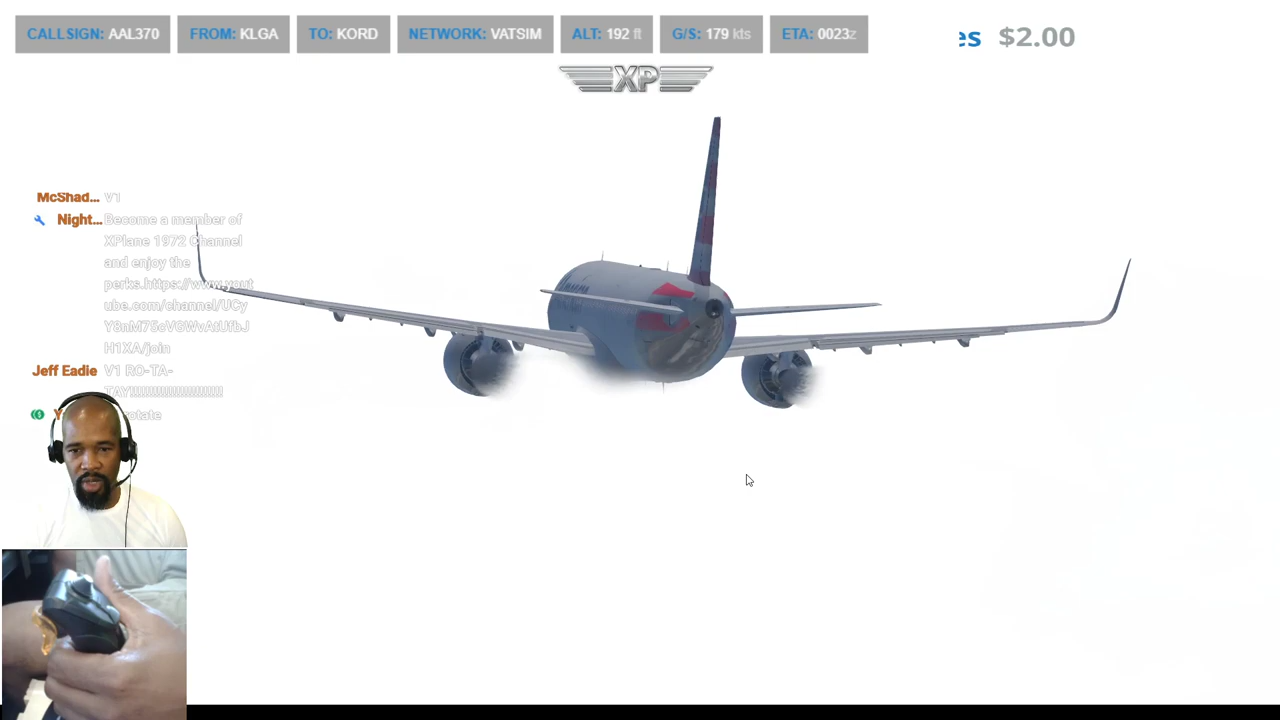 CALLSIGN: AAL370 FROM: KLGA TO: KORD NETWORK: VATSIM ALT: 192 ft G/S: 179 kts ETA: 0023z
es $2.00
XP
McShad... V1
Night... Become a member of
XPlane 1972 Channel
and enjoy the
perks.https://www.yout
ube.com/channel/UCy
H1XA/join
Jeff Eadie V1 RO-TA-
Y otate